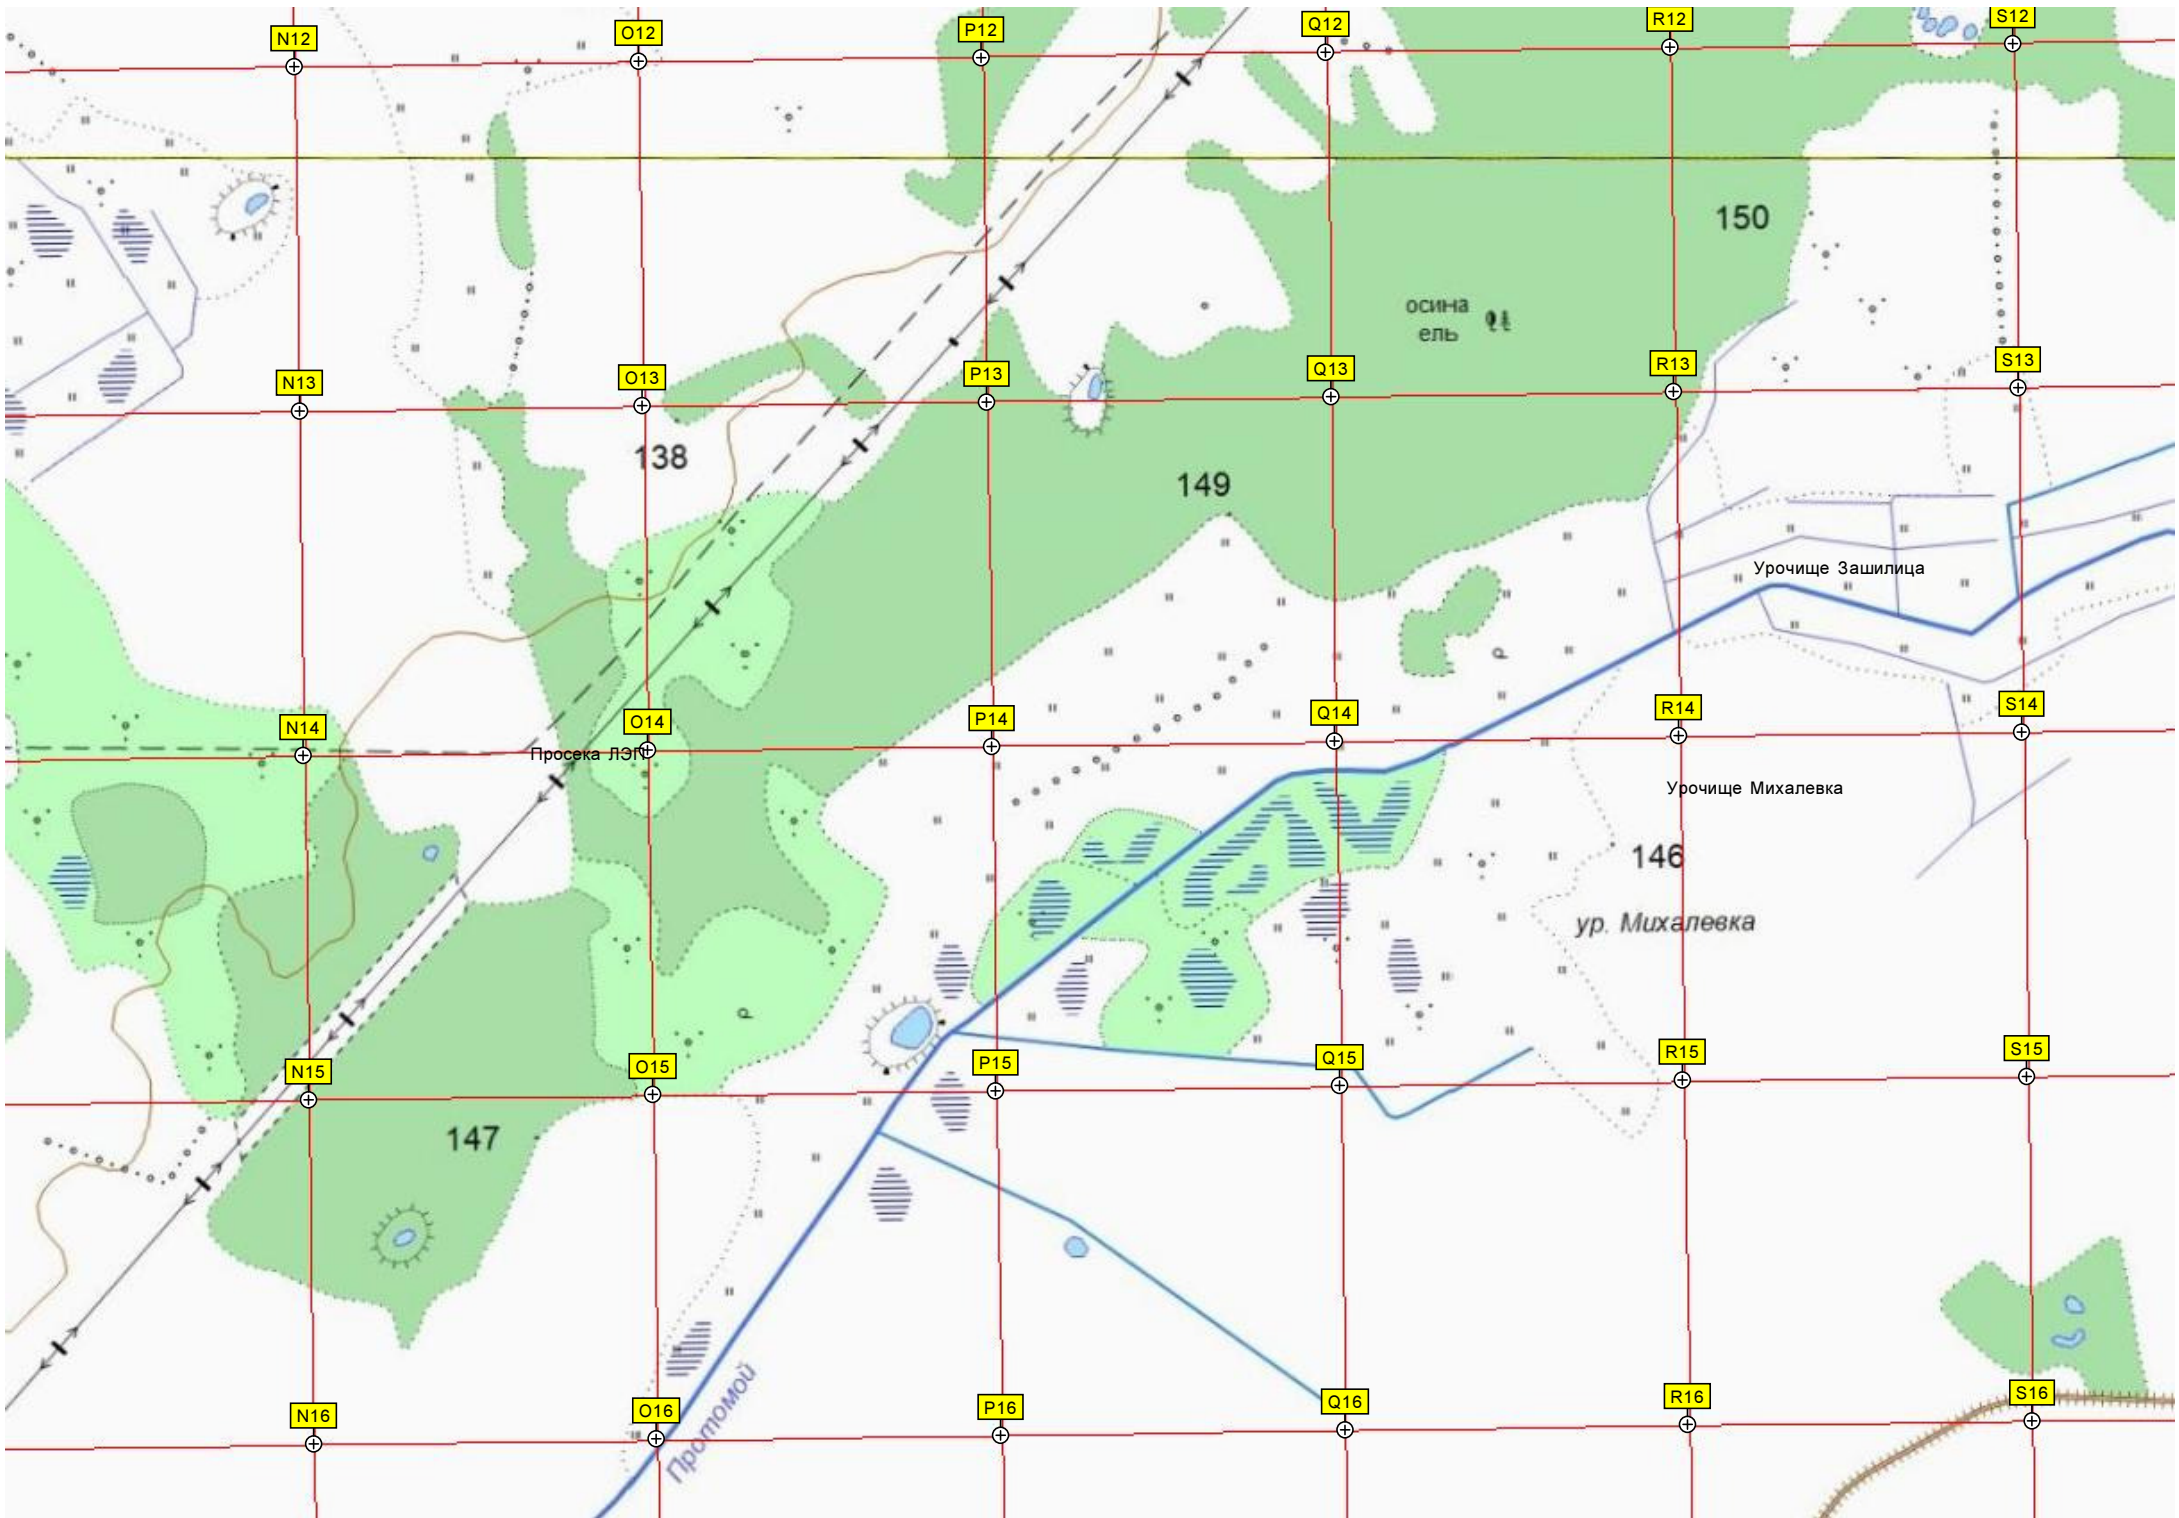 N12
O12
P12
Q12
R12
S12
150
осина
ель
N13
O13
P13
Q13
R13
S13
138
149
Урочище Зашилица
р
N14
O14
P14
Q14
R14
S14
Просека ЛЭП
Урочище Михалевка
146
ур. Михалевка
р
N15
O15
P15
Q15
R15
S15
147
Протомой
N16
O16
P16
Q16
R16
S16